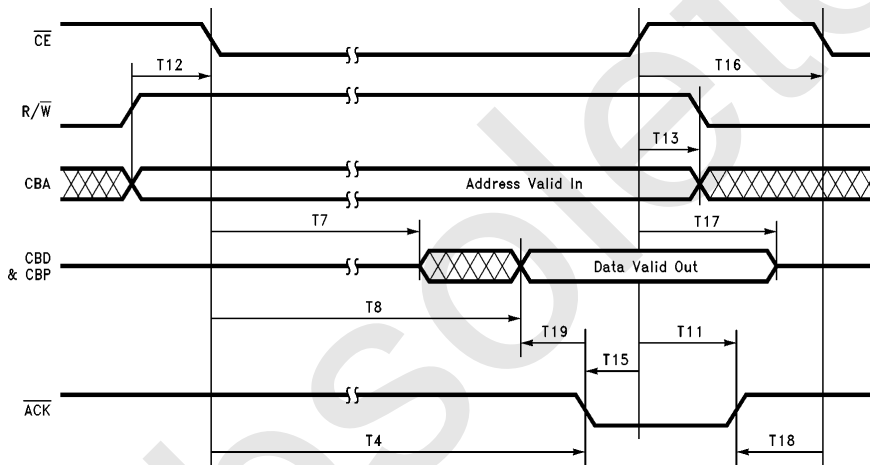 CE
T12
T16
R/W
T13
CBA
Address Valid In
T7
T17
CBD
& CBP
Data Valid Out
T8
T19
T11
T15
ACK
T4
T18
obsolete